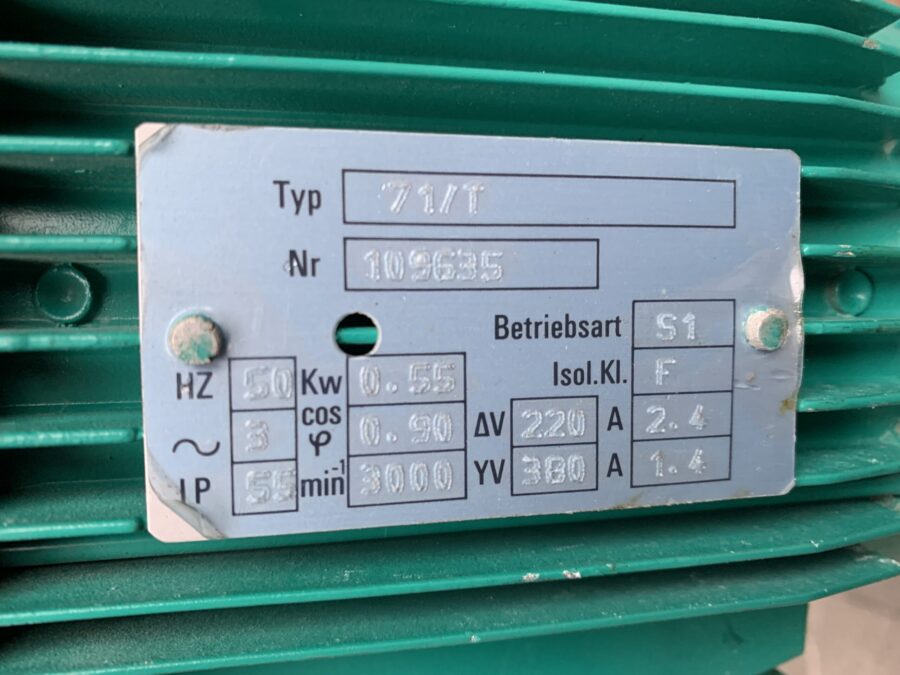 Typ 71/T
Nr 109635
Betriebsart S1
Isol.Kl. F
HZ 50 Kw 0.55
~ 3 cos φ 0.90 ΔV 220 A 2.4
IP 55 min⁻¹ 3000 YV 380 A 1.4